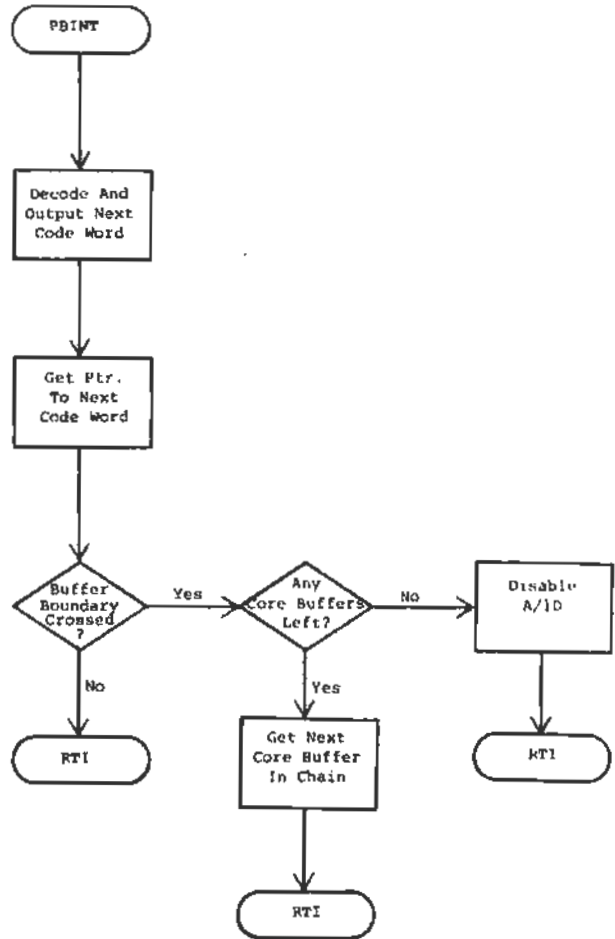 PBINT
Decode And
Output Next
Code Word
Get Ptr.
To Next
Code Word
Buffer
Boundary
Crossed
?
Yes
No
RTI
Any
Core Buffers
Left?
No
Yes
Get Next
Core Buffer
In Chain
RTI
Disable
A/D
RTI